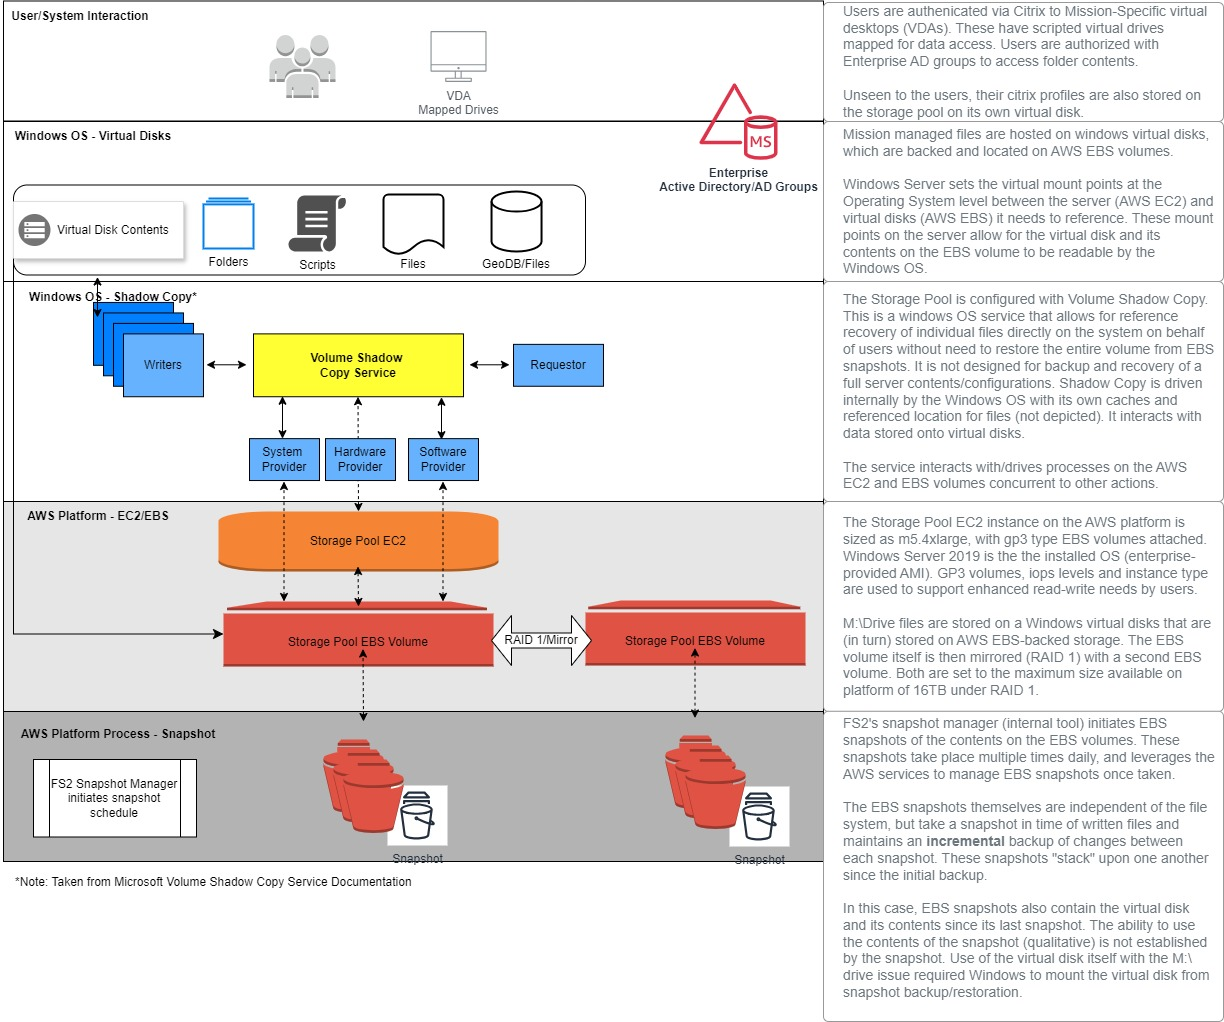 User/System Interaction
VDA
Mapped Drives
Users are authenicated via Citrix to Mission-Specific virtual
desktops (VDAs). These have scripted virtual drives
mapped for data access. Users are authorized with
Enterprise AD groups to access folder contents.
Unseen to the users, their citrix profiles are also stored on
the storage pool on its own virtual disk.
Windows OS - Virtual Disks
MS
Enterprise
Active Directory/AD Groups
Virtual Disk Contents
Folders
Scripts
Files
GeoDB/Files
Mission managed files are hosted on windows virtual disks,
which are backed and located on AWS EBS volumes.
Windows Server sets the virtual mount points at the
Operating System level between the server (AWS EC2) and
virtual disks (AWS EBS) it needs to reference. These mount
points on the server allow for the virtual disk and its
contents on the EBS volume to be readable by the
Windows OS.
Windows OS - Shadow Copy*
Writers
Volume Shadow
Copy Service
Requestor
System
Provider
Hardware
Provider
Software
Provider
The Storage Pool is configured with Volume Shadow Copy.
This is a windows OS service that allows for reference
recovery of individual files directly on the system on behalf
of users without need to restore the entire volume from EBS
snapshots. It is not designed for backup and recovery of a
full server contents/configurations. Shadow Copy is driven
internally by the Windows OS with its own caches and
referenced location for files (not depicted). It interacts with
data stored onto virtual disks.
The service interacts with/drives processes on the AWS
EC2 and EBS volumes concurrent to other actions.
AWS Platform - EC2/EBS
Storage Pool EC2
Storage Pool EBS Volume
RAID 1/Mirror
Storage Pool EBS Volume
The Storage Pool EC2 instance on the AWS platform is
sized as m5.4xlarge, with gp3 type EBS volumes attached.
Windows Server 2019 is the the installed OS (enterprise-
provided AMI). GP3 volumes, iops levels and instance type
are used to support enhanced read-write needs by users.
M:\Drive files are stored on a Windows virtual disks that are
(in turn) stored on AWS EBS-backed storage. The EBS
volume itself is then mirrored (RAID 1) with a second EBS
volume. Both are set to the maximum size available on
platform of 16TB under RAID 1.
AWS Platform Process - Snapshot
FS2 Snapshot Manager
initiates snapshot
schedule
Snapshot
Snapshot
FS2's snapshot manager (internal tool) initiates EBS
snapshots of the contents on the EBS volumes. These
snapshots take place multiple times daily, and leverages the
AWS services to manage EBS snapshots once taken.
The EBS snapshots themselves are independent of the file
system, but take a snapshot in time of written files and
maintains an incremental backup of changes between
each snapshot. These snapshots "stack" upon one another
since the initial backup.
In this case, EBS snapshots also contain the virtual disk
and its contents since its last snapshot. The ability to use
the contents of the snapshot (qualitative) is not established
by the snapshot. Use of the virtual disk itself with the M:\
drive issue required Windows to mount the virtual disk from
snapshot backup/restoration.
*Note: Taken from Microsoft Volume Shadow Copy Service Documentation